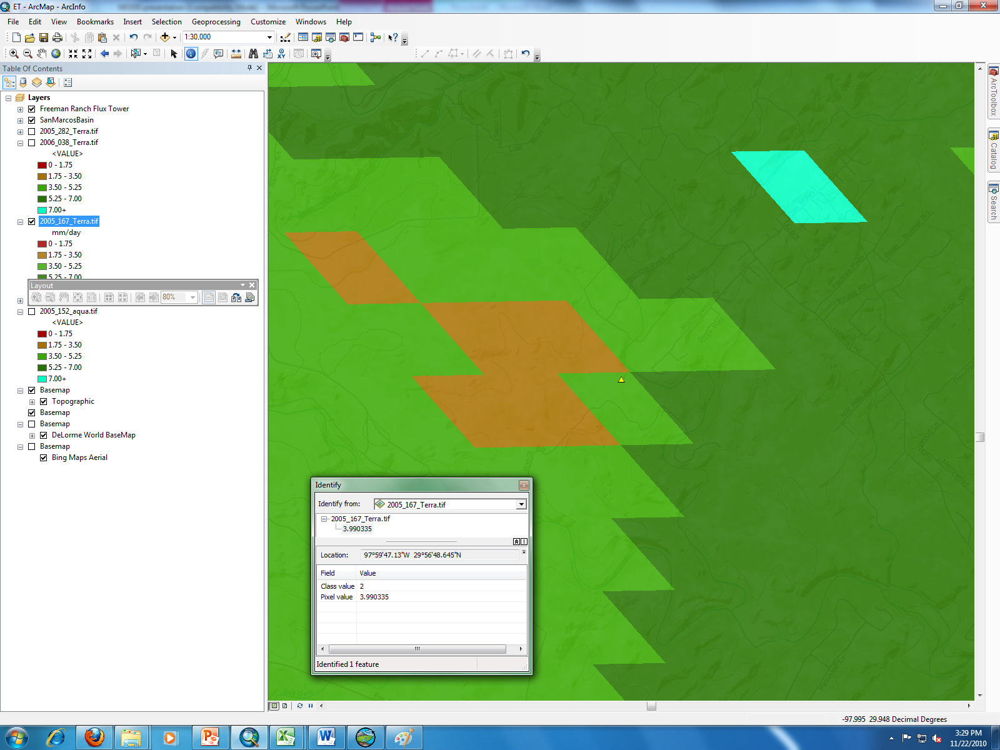 ET - ArcMap - ArcInfo
File Edit View Bookmarks Insert Selection Geoprocessing Customize Windows Help
1:30,000
Table Of Contents
Layers
Freeman Ranch Flux Tower
SanMarcosBasin
2005_282_Terra.tif
2006_038_Terra.tif
<VALUE>
0 - 1.75
1.75 - 3.50
3.50 - 5.25
5.25 - 7.00
7.00+
2005_167_Terra.tif
mm/day
0 - 1.75
1.75 - 3.50
3.50 - 5.25
5.25 - 7.00
Layout
80%
2005_152_aqua.tif
<VALUE>
0 - 1.75
1.75 - 3.50
3.50 - 5.25
5.25 - 7.00
7.00+
Basemap
Topographic
Basemap
Basemap
DeLorme World BaseMap
Basemap
Bing Maps Aerial
ArcToolbox
Catalog
Search
Identify
Identify from: 2005_167_Terra.tif
2005_167_Terra.tif
3.990335
Location: 97°59'47.13"W 29°56'48.645"N
Field Value
Class value 2
Pixel value 3.990335
Identified 1 feature
-97.995 29.948 Decimal Degrees
3:29 PM
11/22/2010